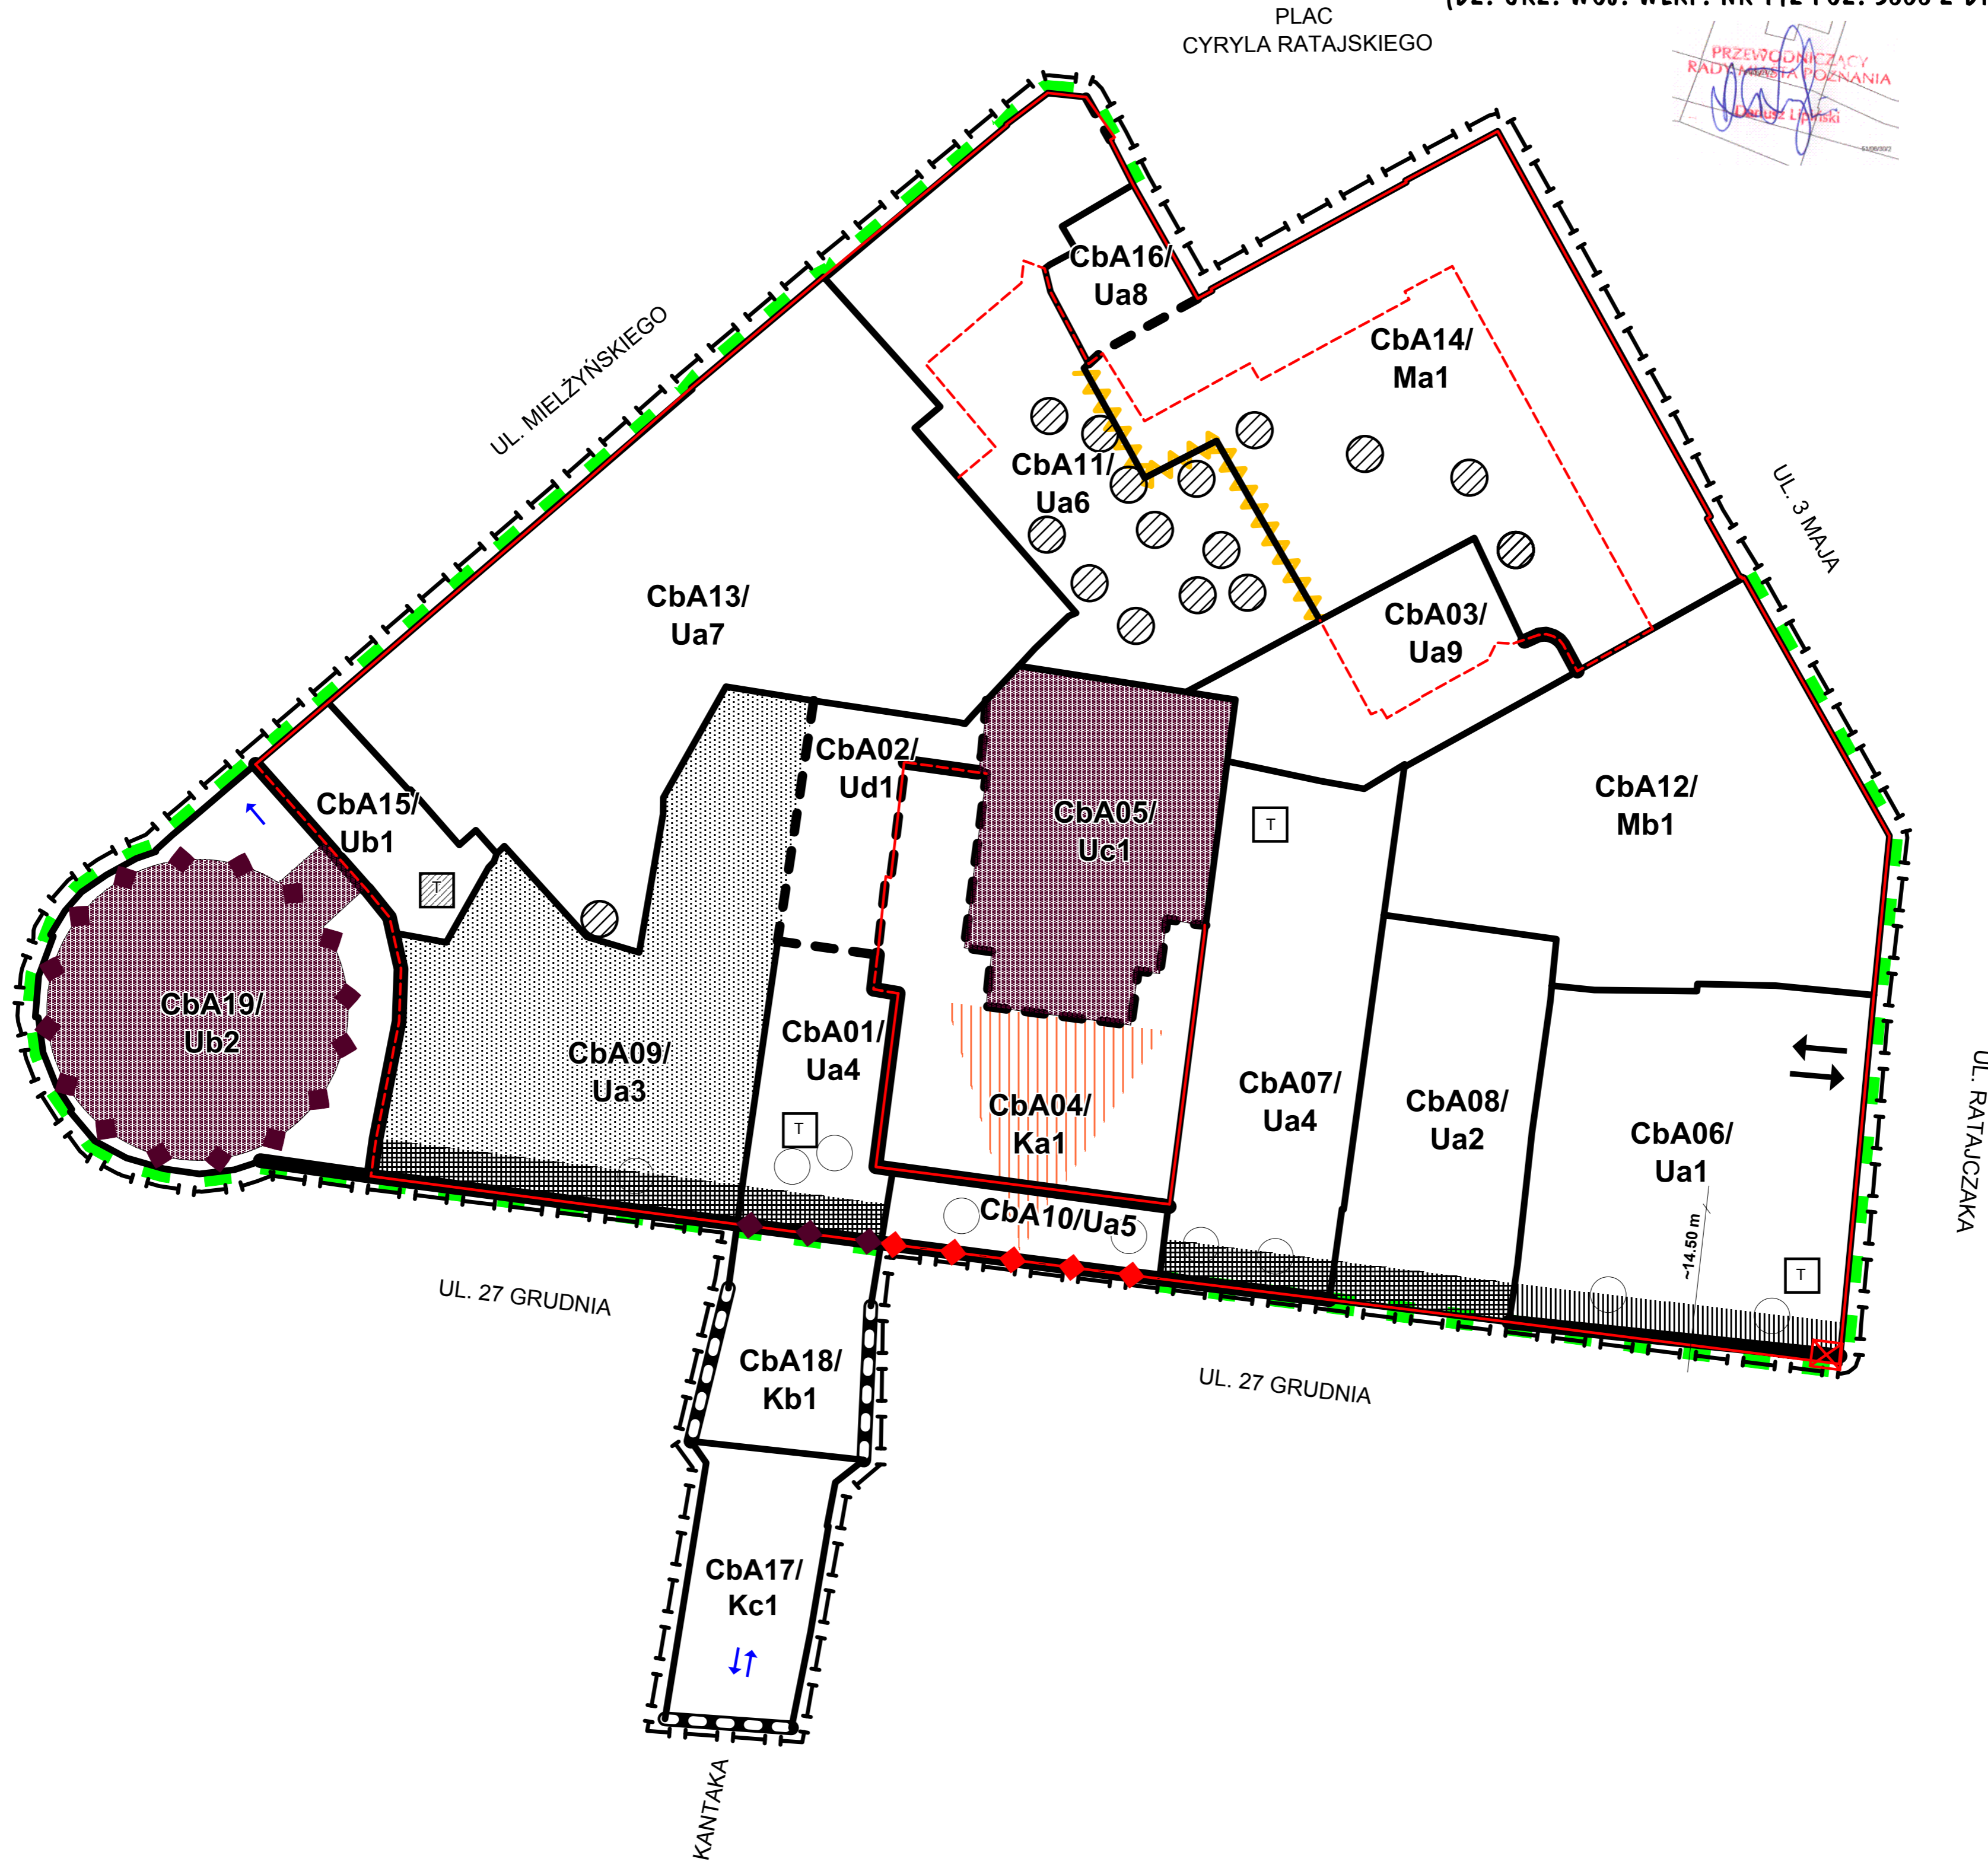 PLAC
CYRYLA RATAJSKIEGO
PRZEWODNICZĄCY
RADY MIASTA POZNANIA
Dariusz Lipiński
CbA16/
Ua8
CbA14/
Ma1
UL. MIELŻYŃSKIEGO
CbA11/
Ua6
UL. 3 MAJA
CbA13/
Ua7
CbA03/
Ua9
CbA02/
Ud1
CbA15/
Ub1
T
CbA05/
Uc1
T
CbA12/
Mb1
CbA19/
Ub2
CbA09/
Ua3
CbA01/
Ua4
T
CbA04/
Ka1
CbA07/
Ua4
CbA08/
Ua2
CbA06/
Ua1
UL. RATAJCZAKA
CbA10/Ua5
~14.50 m
T
UL. 27 GRUDNIA
CbA18/
Kb1
UL. 27 GRUDNIA
CbA17/
Kc1
KANTAKA